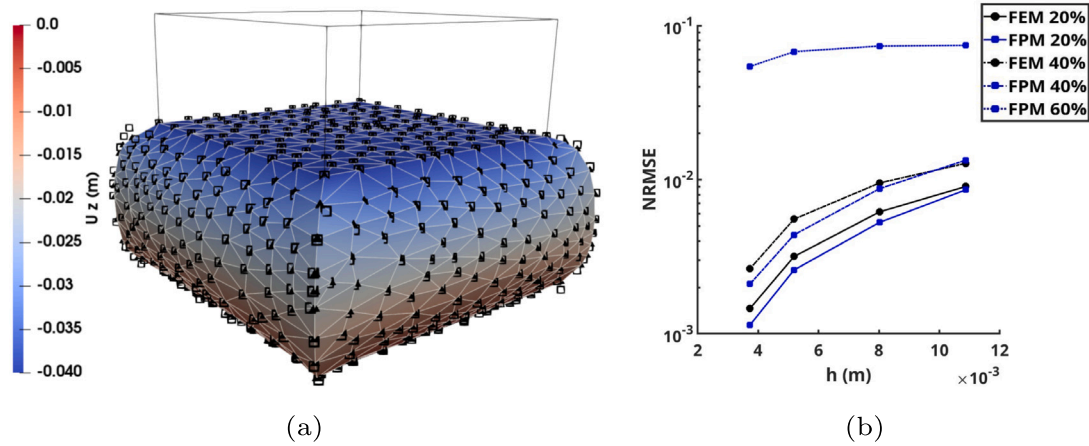 0.0
-0.005
-0.01
-0.015
-0.02
-0.025
-0.03
-0.035
-0.040
U z (m)
(a)
10-1
10-2
10-3
NRMSE
2
4
6
8
10
12
h (m)
×10-3
FEM 20%
FPM 20%
FEM 40%
FPM 40%
FPM 60%
(b)